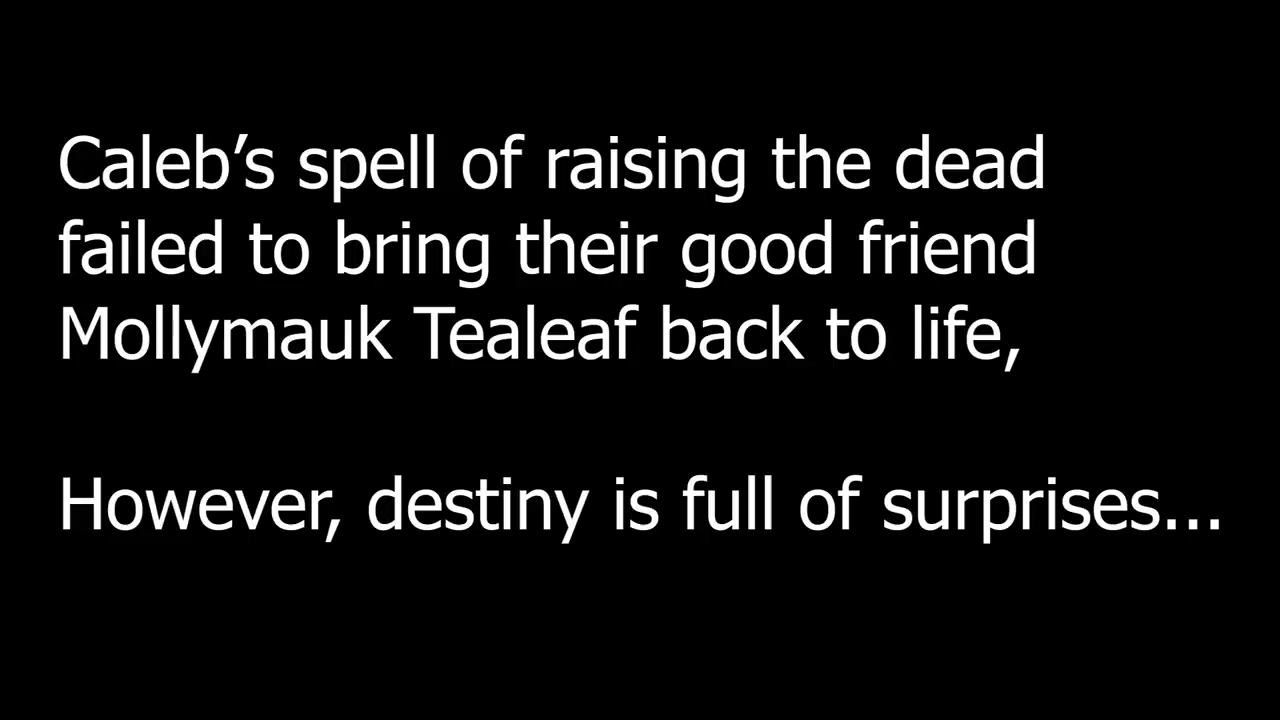 Caleb’s spell of raising the dead
failed to bring their good friend
Mollymauk Tealeaf back to life,
However, destiny is full of surprises...